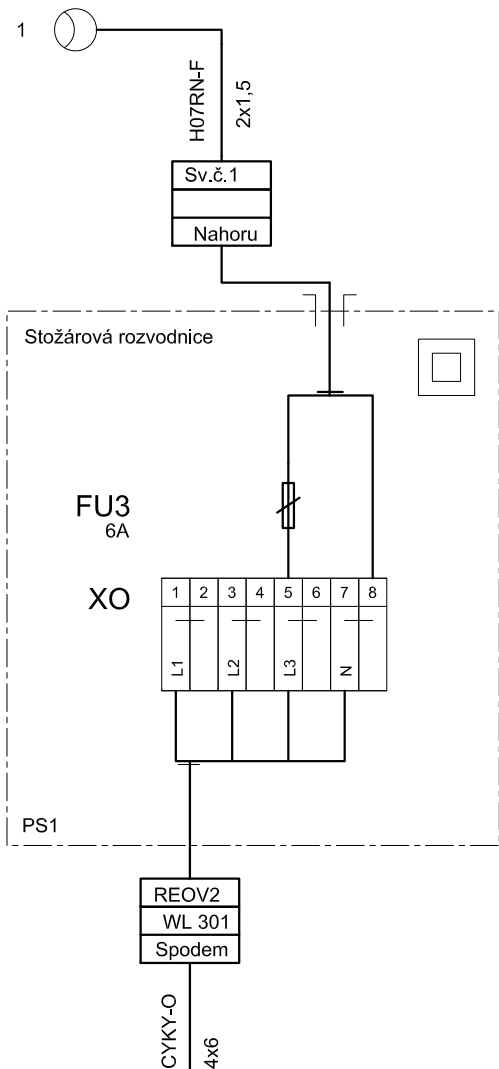 1
H07RN-F
2x1,5
Sv.č.1
Nahoru
Stožárová rozvodnice
FU3
6A
XO
1 2 3 4 5 6 7 8
L1 L2 L3 N
PS1
REOV2
WL 301
Spodem
CYKY-O
4x6